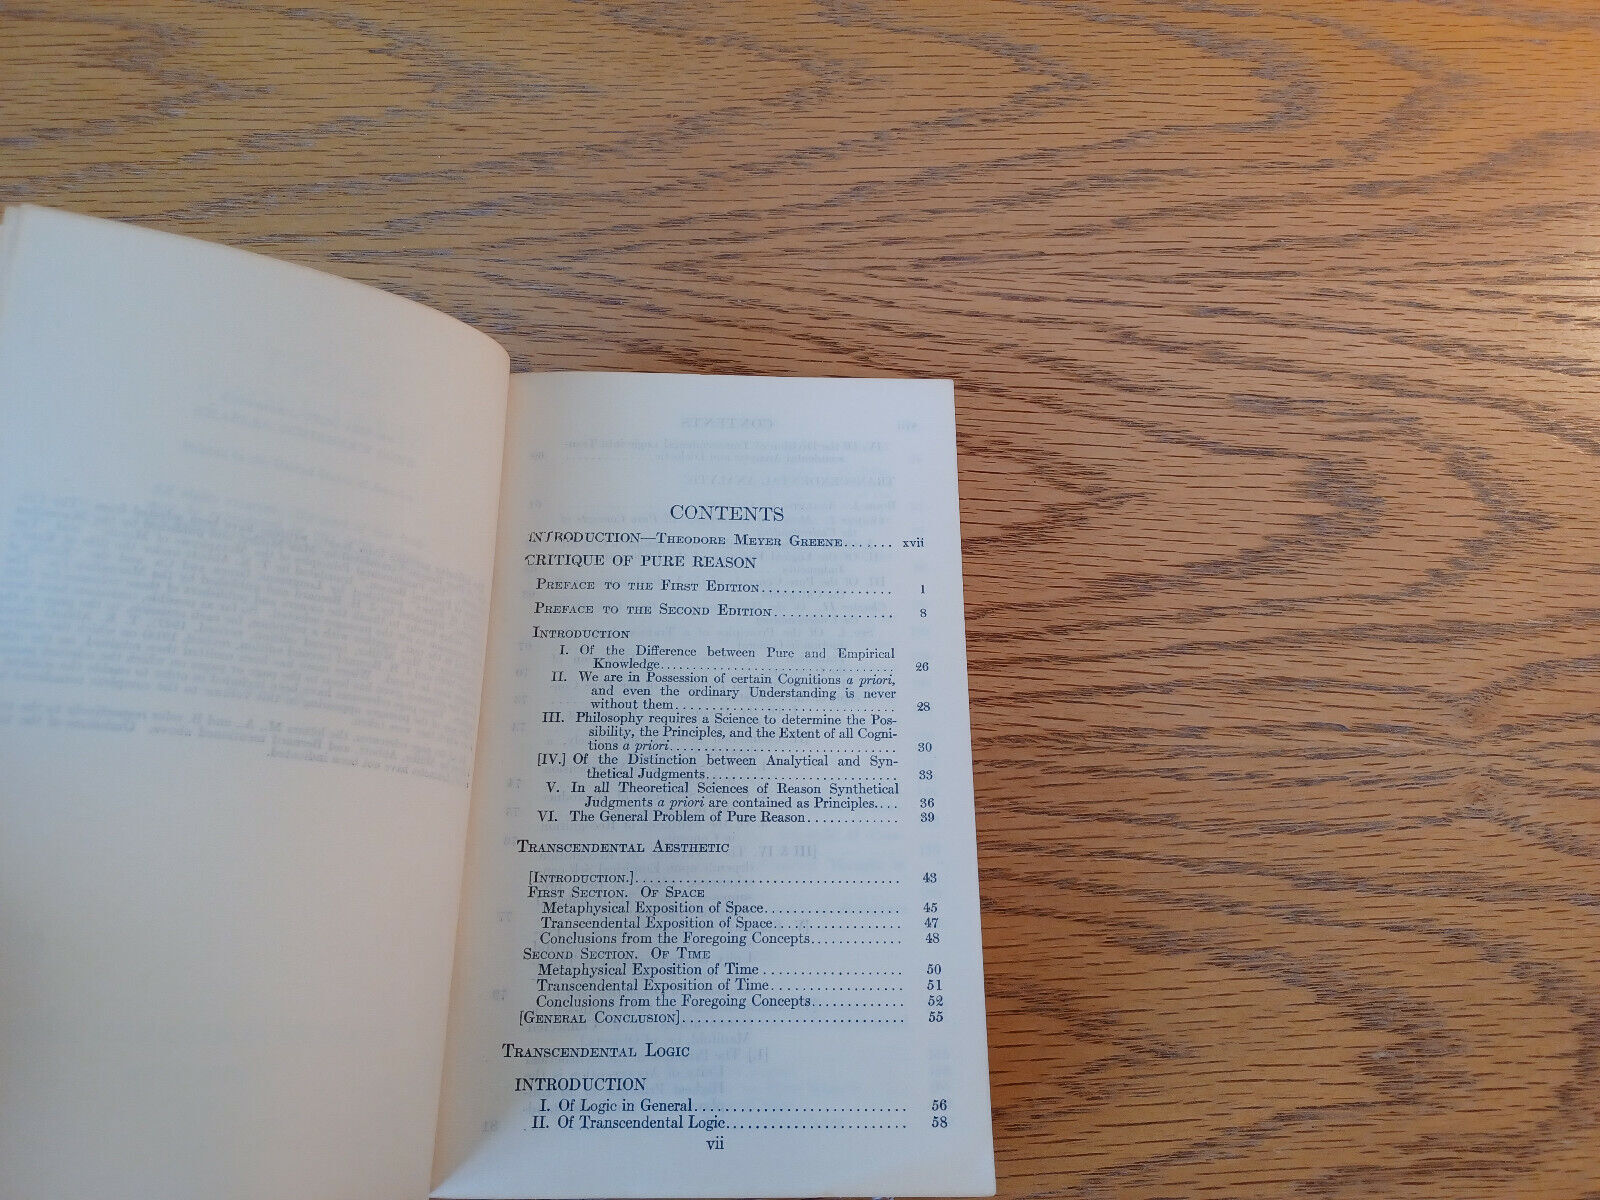 CONTENTS
INTRODUCTION—Theodore Meyer Greene....... xvii
CRITIQUE OF PURE REASON
Preface to the First Edition.................. 1
Preface to the Second Edition................ 8
Introduction
I. Of the Difference between Pure and Empirical
Knowledge.................................. 26
II. We are in Possession of certain Cognitions a priori,
and even the ordinary Understanding is never
without them................................ 28
III. Philosophy requires a Science to determine the Pos-
sibility, the Principles, and the Extent of all Cogni-
tions a priori................................. 30
[IV.] Of the Distinction between Analytical and Syn-
thetical Judgments............................ 33
V. In all Theoretical Sciences of Reason Synthetical
Judgments a priori are contained as Principles.... 36
VI. The General Problem of Pure Reason............ 39
Transcendental Aesthetic
[Introduction.]................................... 43
First Section. Of Space
Metaphysical Exposition of Space.................. 45
Transcendental Exposition of Space................. 47
Conclusions from the Foregoing Concepts............ 48
Second Section. Of Time
Metaphysical Exposition of Time................... 50
Transcendental Exposition of Time.................. 51
Conclusions from the Foregoing Concepts............ 52
[General Conclusion]............................. 55
Transcendental Logic
INTRODUCTION
I. Of Logic in General............................ 56
II. Of Transcendental Logic........................ 58
vii